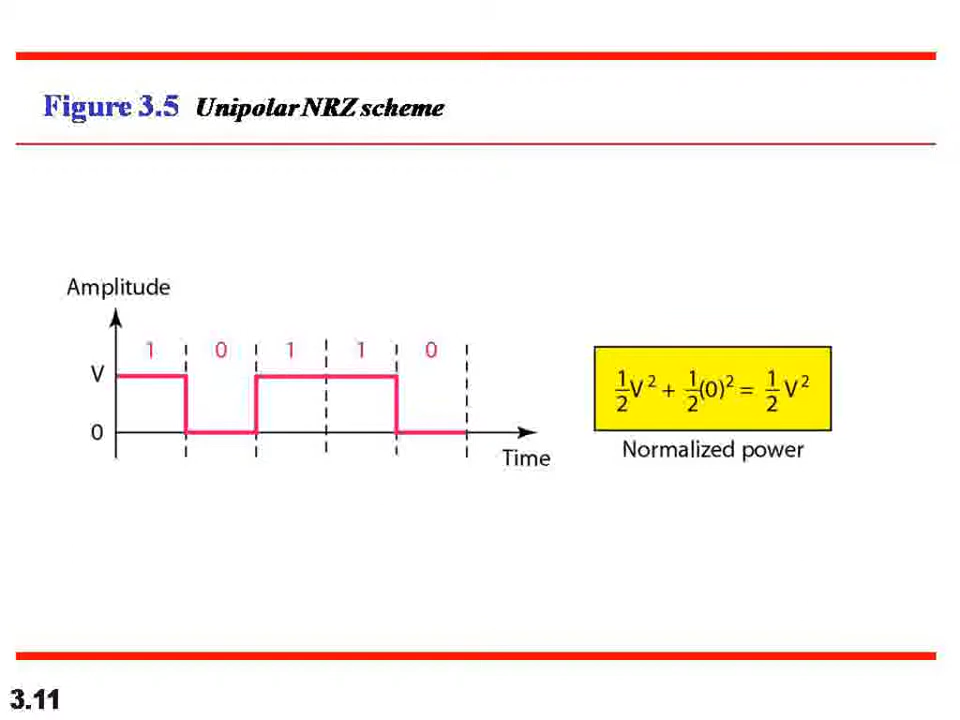 Figure 3.5 Unipolar NRZ scheme
Amplitude
1 0 1 1 0
V
0
Time
1/2 V² + 1/2 (0)² = 1/2 V²
Normalized power
3.11